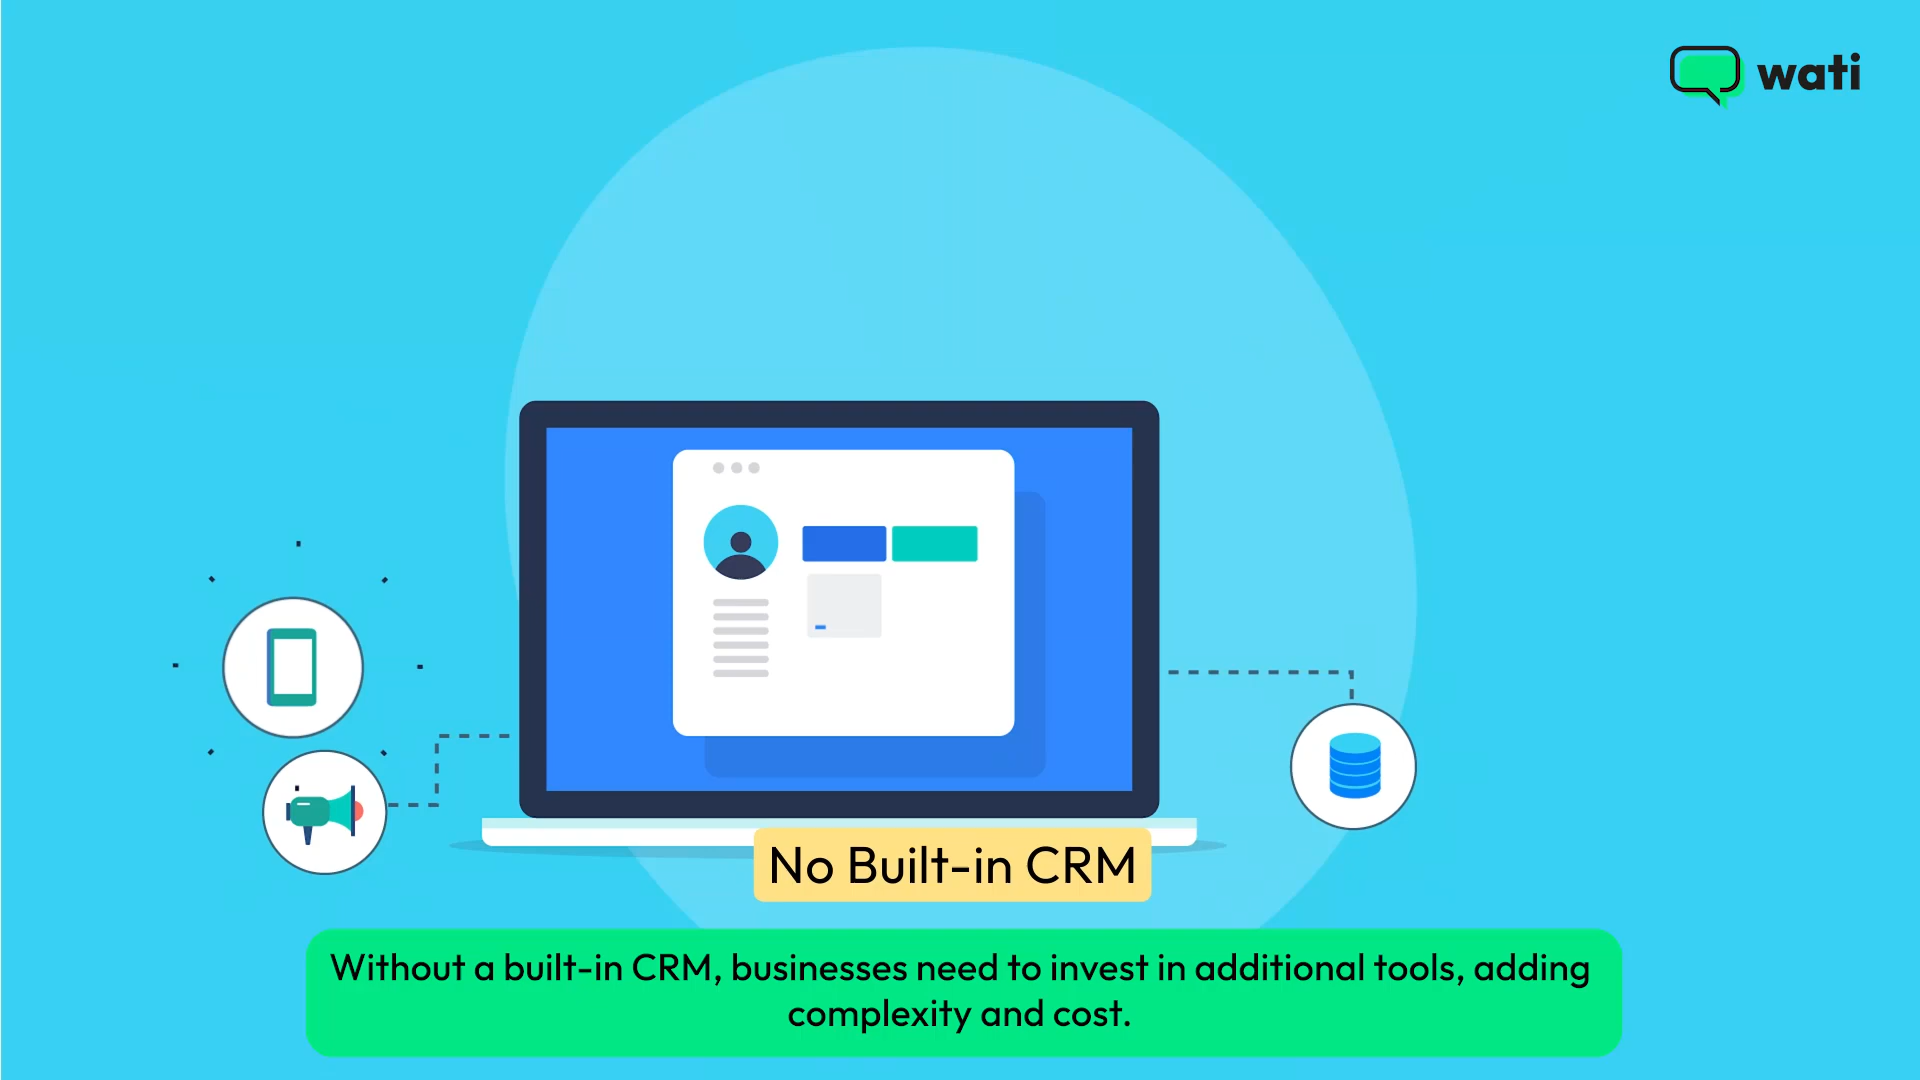 wati
No Built-in CRM
Without a built-in CRM, businesses need to invest in additional tools, adding
complexity and cost.